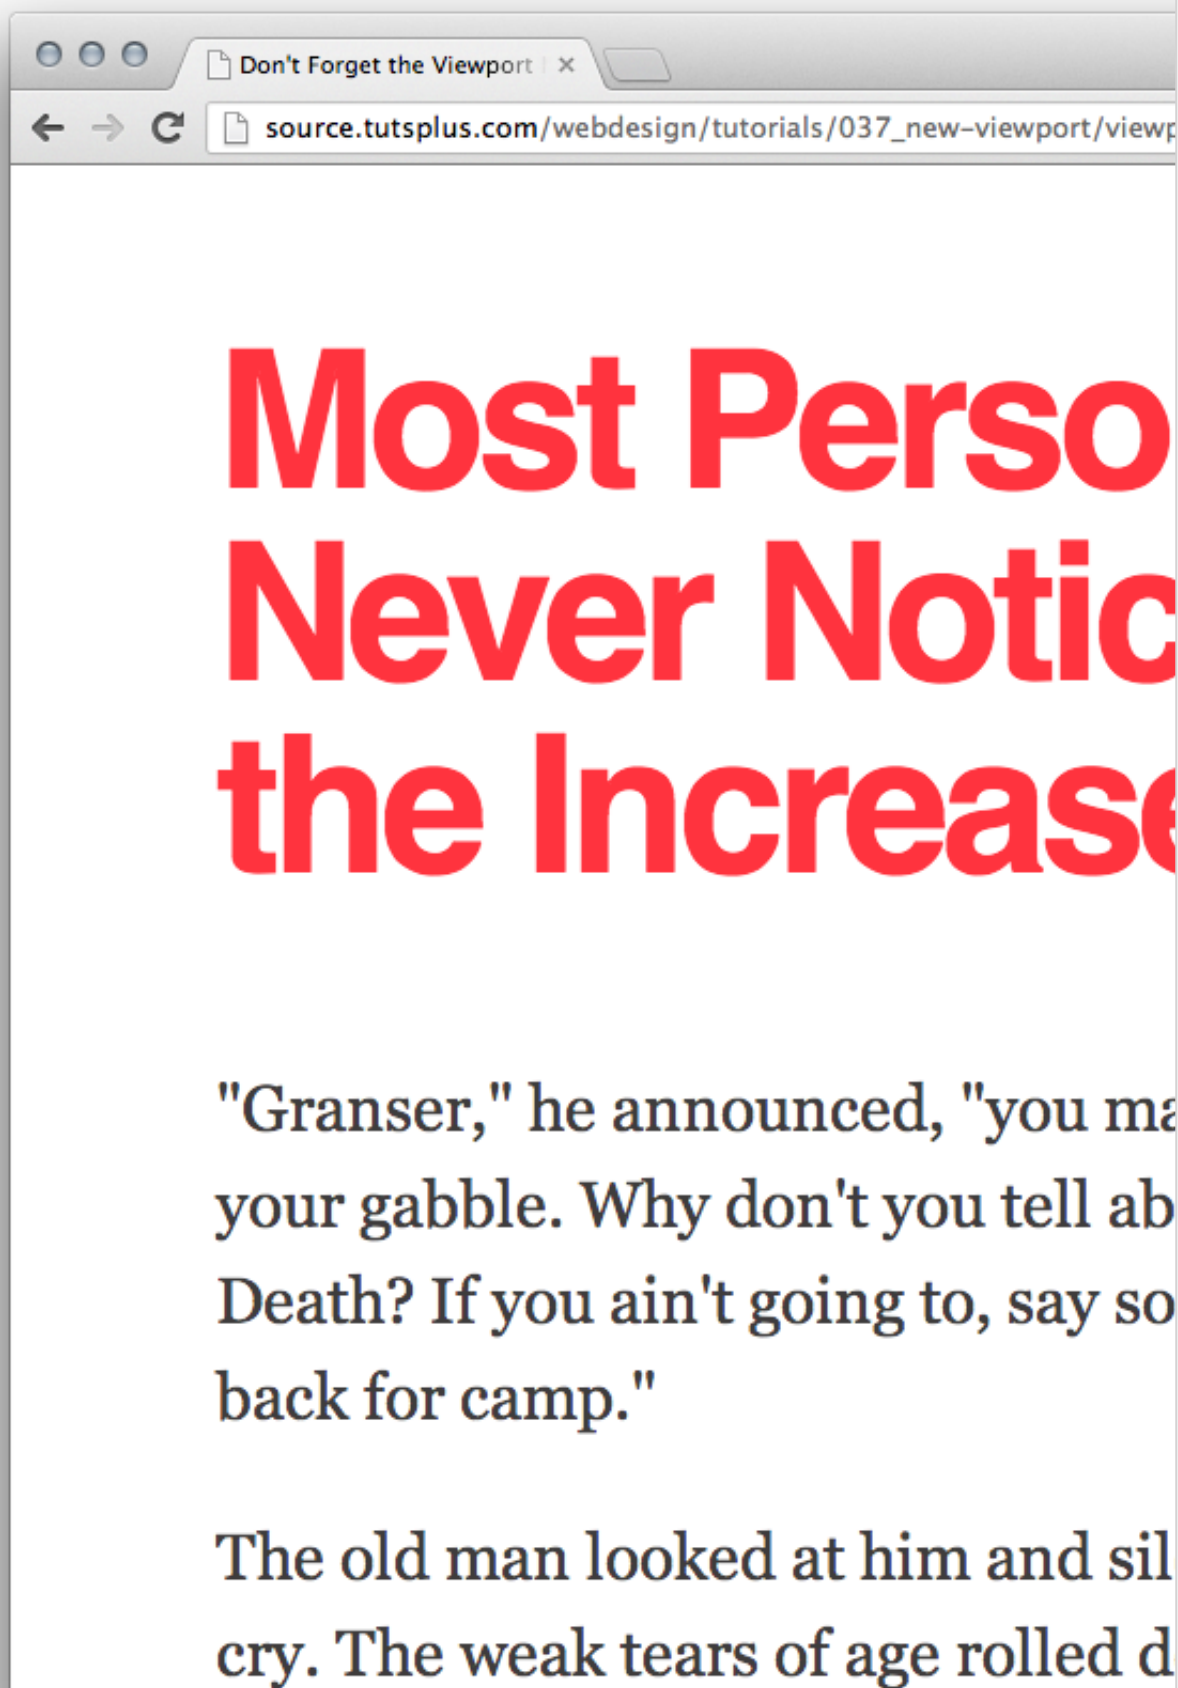 Don't Forget the Viewport
source.tutsplus.com/webdesign/tutorials/037_new-viewport/viewp
Most Perso
Never Notic
the Increase
"Granser," he announced, "you ma
your gabble. Why don't you tell ab
Death? If you ain't going to, say so
back for camp."
The old man looked at him and sil
cry. The weak tears of age rolled d